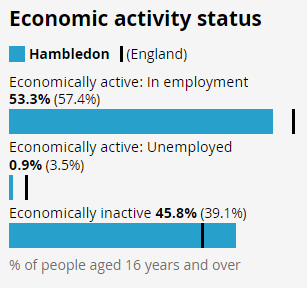 Economic activity status
Hambledon (England)
Economically active: In employment
53.3% (57.4%)
Economically active: Unemployed
0.9% (3.5%)
Economically inactive 45.8% (39.1%)
% of people aged 16 years and over